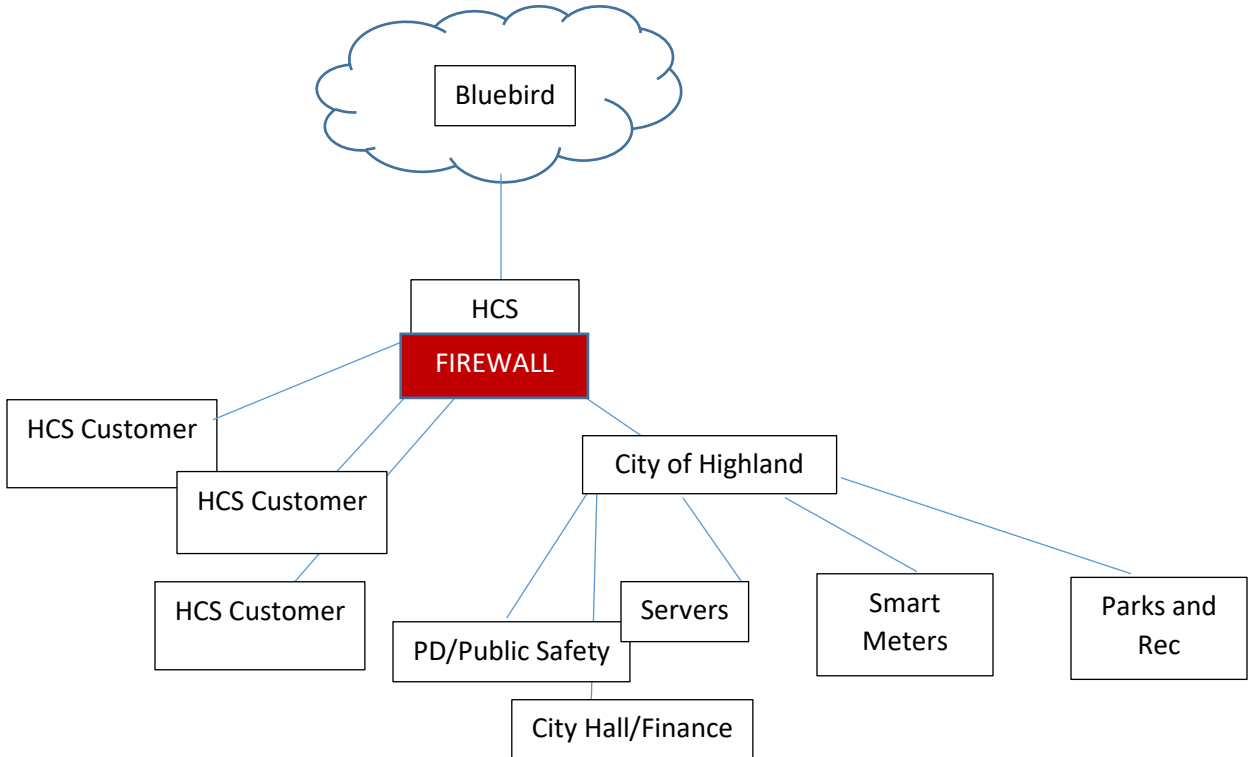 Bluebird
HCS
FIREWALL
HCS Customer
City of Highland
HCS Customer
HCS Customer
Servers
Smart
Meters
Parks and
Rec
PD/Public Safety
City Hall/Finance